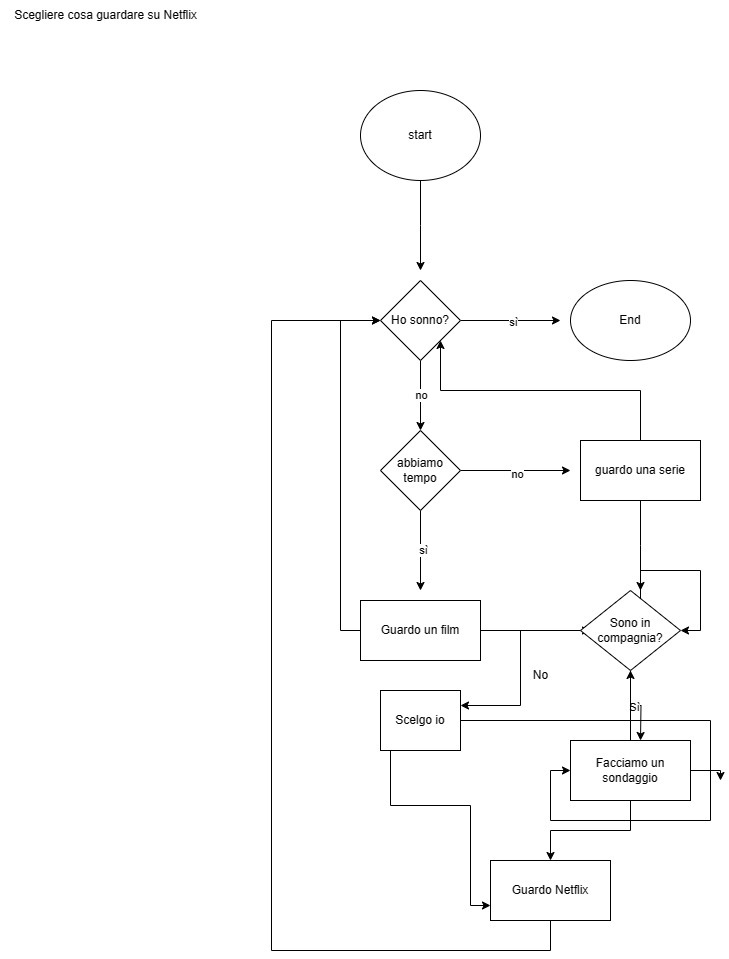 Scegliere cosa guardare su Netflix
start
Ho sonno?
sì
End
no
abbiamo
tempo
no
guardo una serie
sì
Guardo un film
Sono in
compagnia?
No
Sì
Scelgo io
Facciamo un
sondaggio
Guardo Netflix